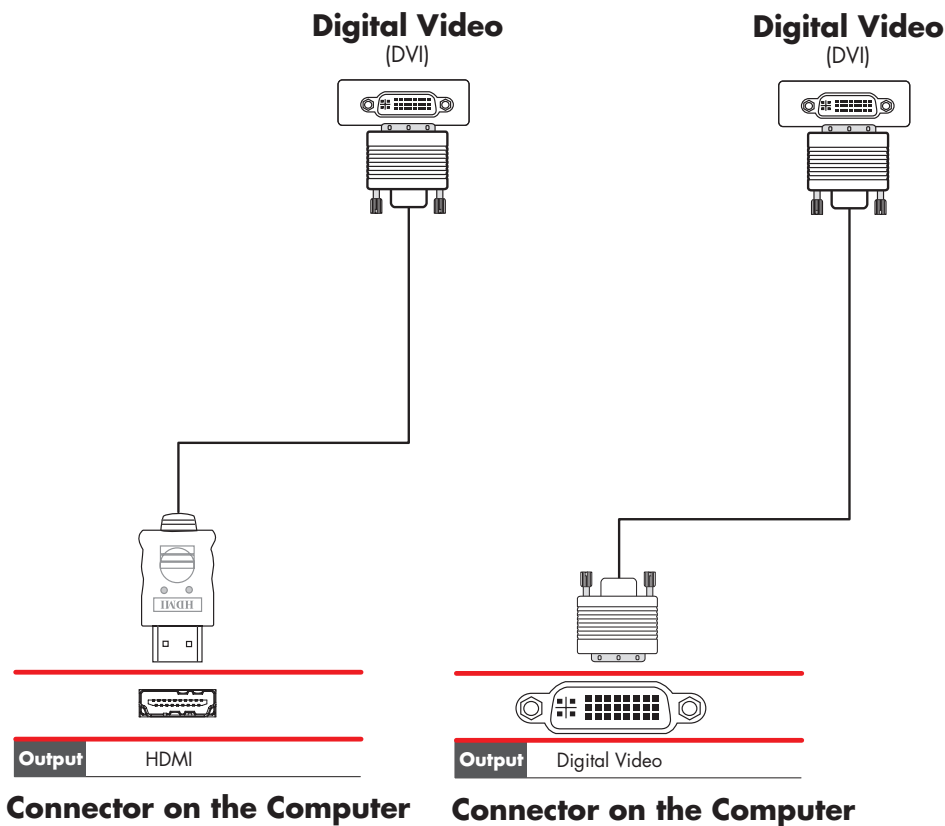 Digital Video
(DVI)
HDMI
Output HDMI
Connector on the Computer
Digital Video
(DVI)
Output Digital Video
Connector on the Computer